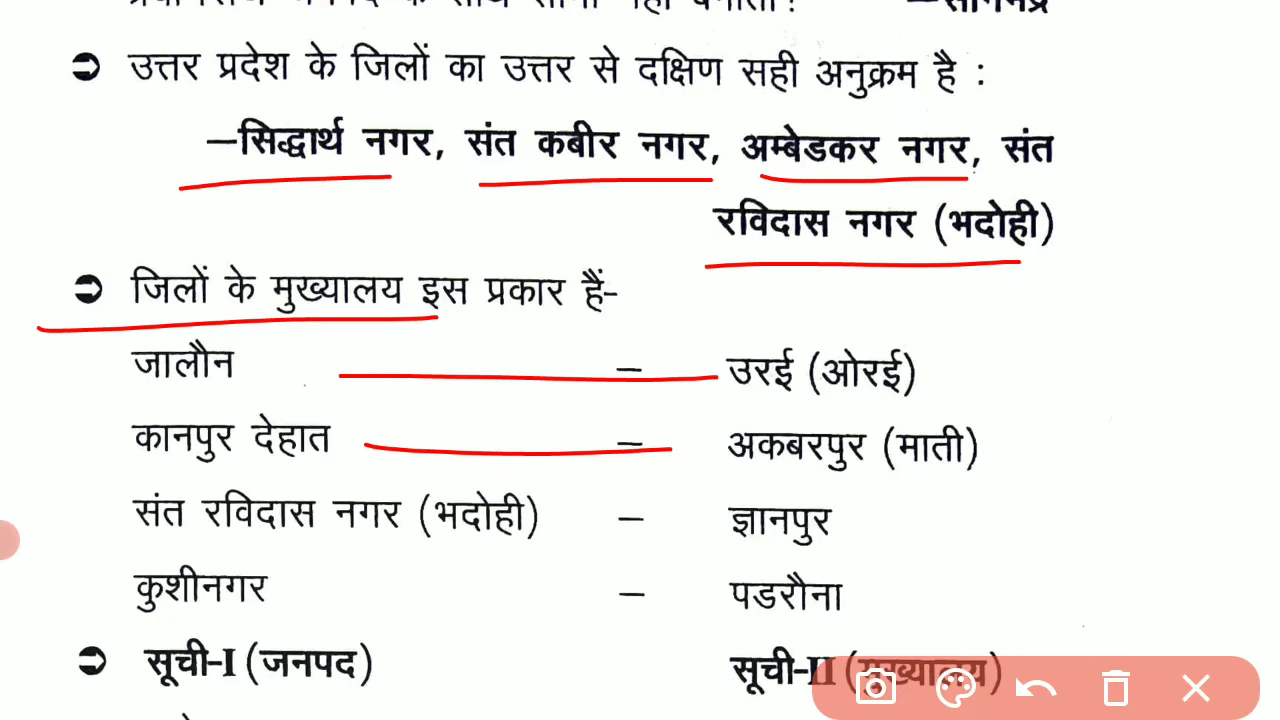 ➲ उत्तर प्रदेश के जिलों का उत्तर से दक्षिण सही अनुक्रम है :
–सिद्धार्थ नगर, संत कबीर नगर, अम्बेडकर नगर, संत
रविदास नगर (भदोही)
➲ जिलों के मुख्यालय इस प्रकार हैं-
जालौन – उरई (ओरई)
कानपुर देहात – अकबरपुर (माती)
संत रविदास नगर (भदोही) – ज्ञानपुर
कुशीनगर – पडरौना
➲ सूची-I (जनपद) सूची-II (मुख्यालय)